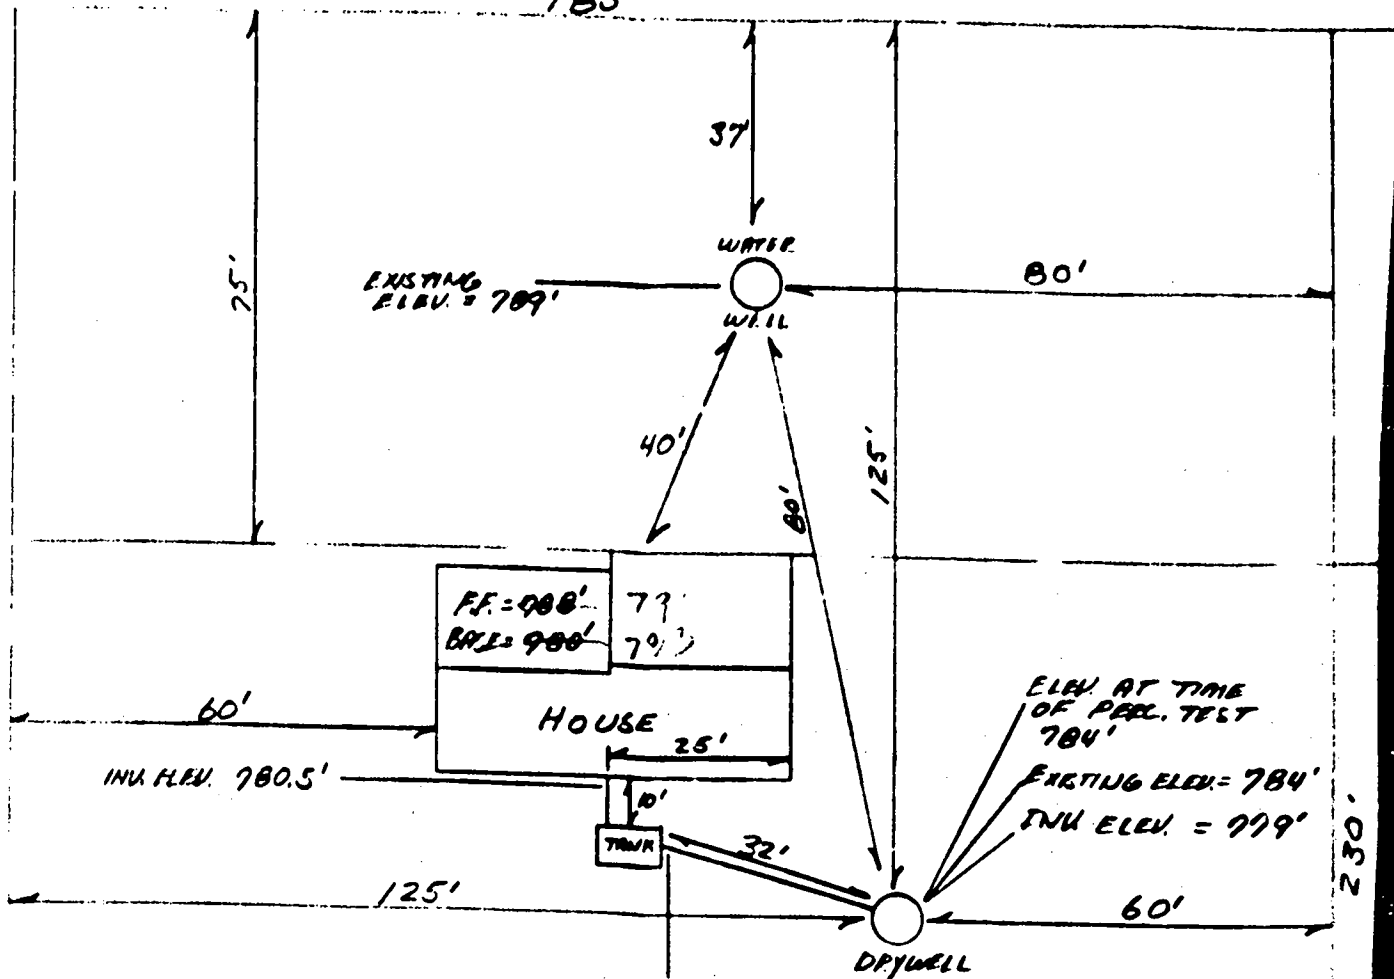 785
37'
WATER
WELL
EXISTING
ELEV. = 789'
80'
75'
40'
80'
125'
F.F. = 988'
BASE = 980'
793
60'
HOUSE
25'
INV. ELEV. 780.5'
10'
TANK
32'
ELEV. AT TIME
OF PERC. TEST
784'
EXISTING ELEV. = 784'
INV. ELEV. = 779'
230'
125'
60'
DRYWELL